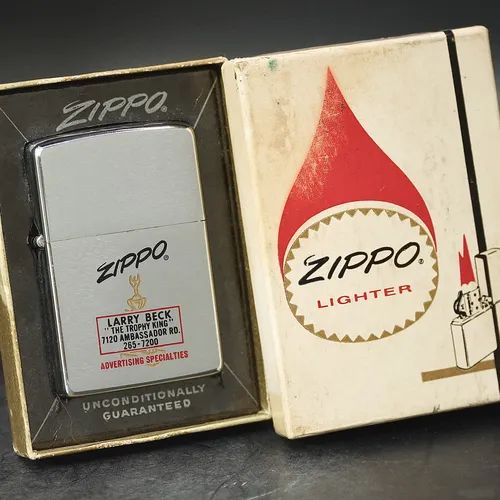 ZIPPO®
ZIPPO®
LARRY BECK
"THE TROPHY KING"
7120 AMBASSADOR RD.
265-7200
ADVERTISING SPECIALTIES
UNCONDITIONALLY
GUARANTEED
ZIPPO®
LIGHTER